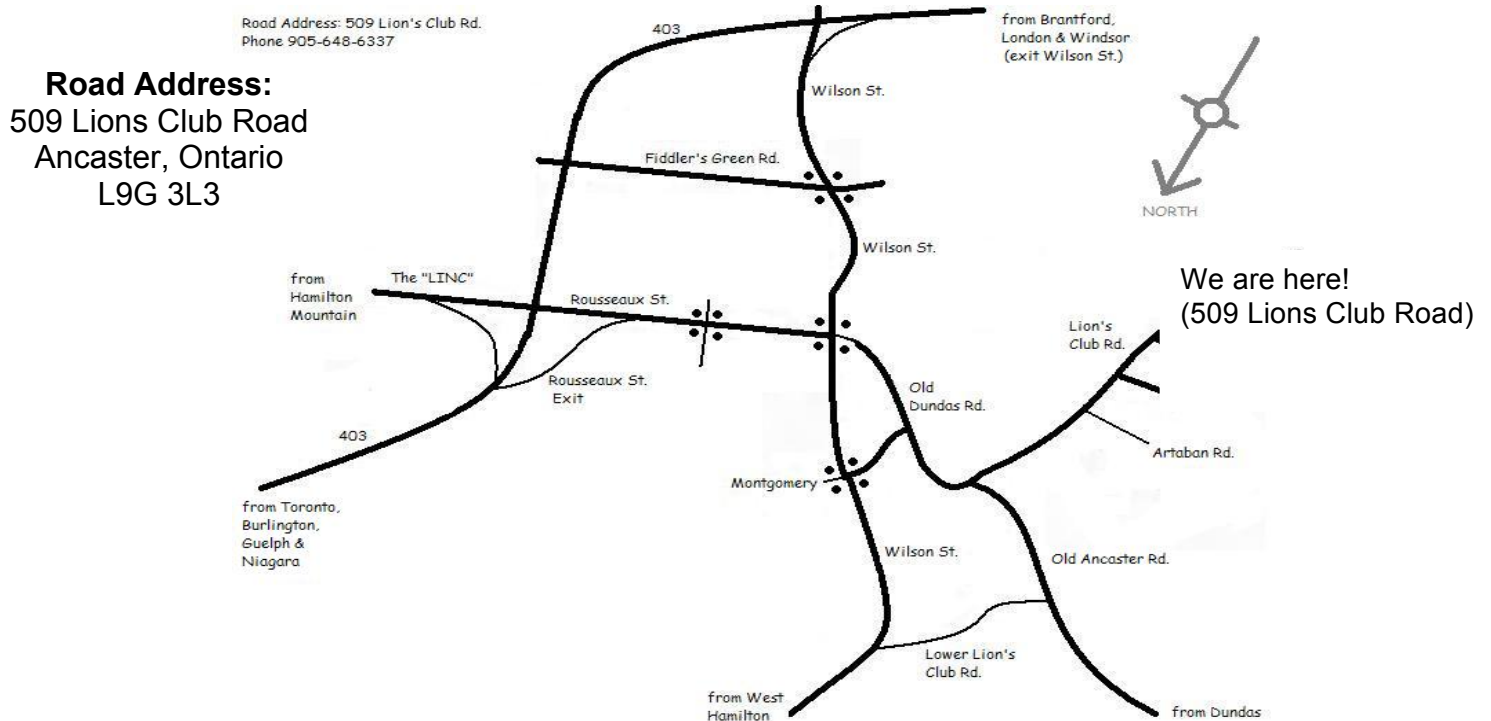 Road Address: 509 Lion's Club Rd.
Phone 905-648-6337
Road Address:
509 Lions Club Road
Ancaster, Ontario
L9G 3L3
403
from Brantford,
London & Windsor
(exit Wilson St.)
Wilson St.
Fiddler's Green Rd.
NORTH
Wilson St.
We are here!
(509 Lions Club Road)
from
Hamilton
Mountain
The "LINC"
Rousseaux St.
Lion's
Club Rd.
Rousseaux St.
Exit
Old
Dundas Rd.
403
Artaban Rd.
Montgomery
from Toronto,
Burlington,
Guelph &
Niagara
Wilson St.
Old Ancaster Rd.
Lower Lion's
Club Rd.
from West
Hamilton
from Dundas